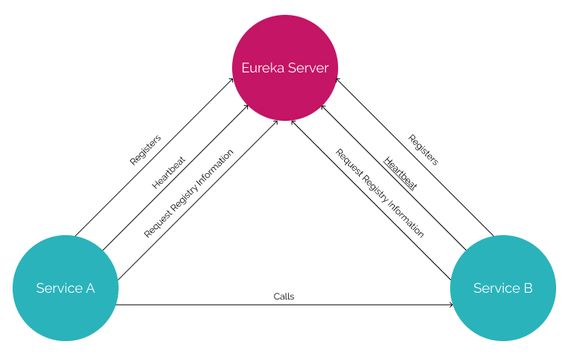 Eureka Server
Registers
Heartbeat
Request Registry Information
Registers
Heartbeat
Request Registry information
Service A
Service B
Calls